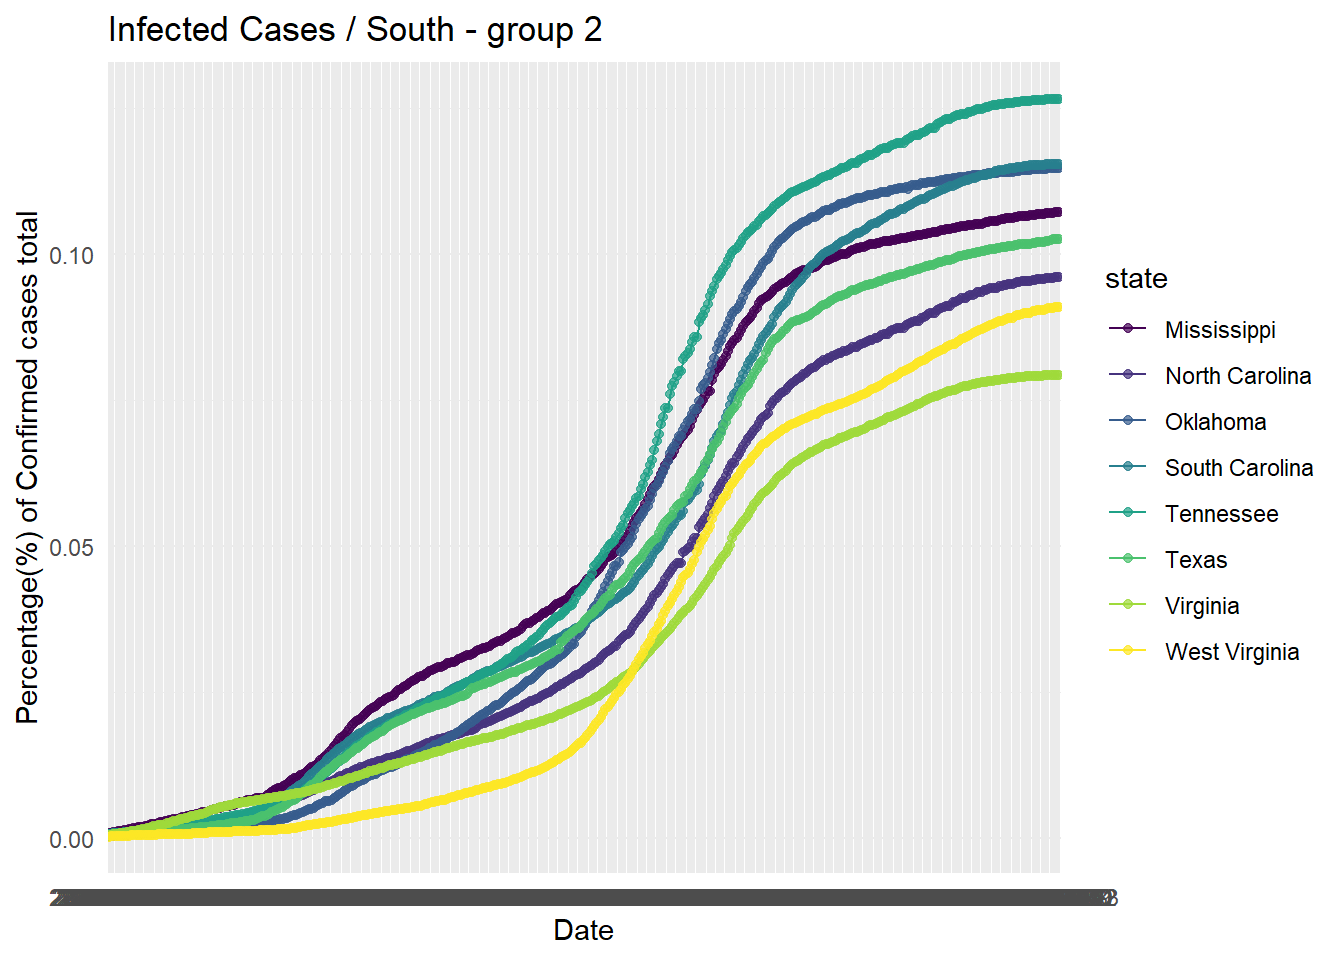 Infected Cases / South - group 2
Percentage(%) of Confirmed cases total
0.10
0.05
0.00
Date
state
Mississippi
North Carolina
Oklahoma
South Carolina
Tennessee
Texas
Virginia
West Virginia